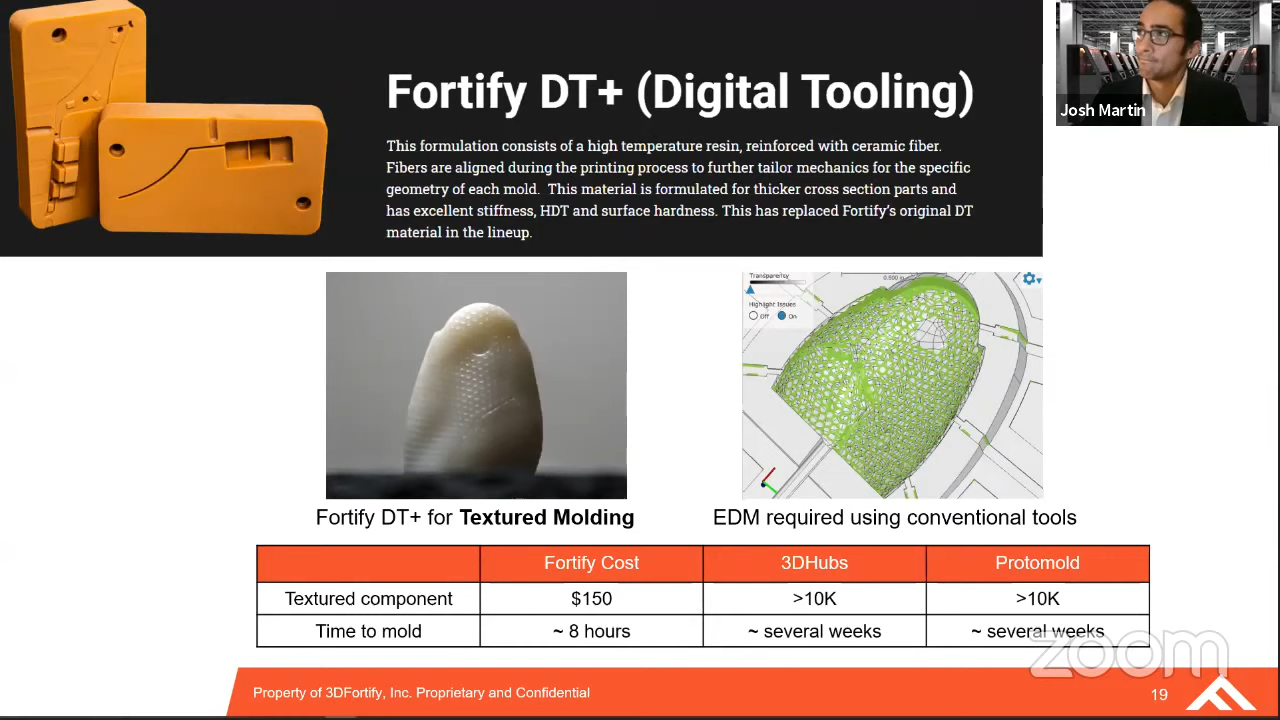 Fortify DT+ (Digital Tooling)
This formulation consists of a high temperature resin, reinforced with ceramic fiber.
Fibers are aligned during the printing process to further tailor mechanics for the specific
geometry of each mold. This material is formulated for thicker cross section parts and
has excellent stiffness, HDT and surface hardness. This has replaced Fortify's original DT
material in the lineup.
Josh Martin
Transparency
0.500 in
Highlight Issues
Off On
Fortify DT+ for Textured Molding
EDM required using conventional tools
Fortify Cost 3DHubs Protomold
Textured component $150 >10K >10K
Time to mold ~ 8 hours ~ several weeks ~ several weeks
zoom
Property of 3DFortify, Inc. Proprietary and Confidential
19